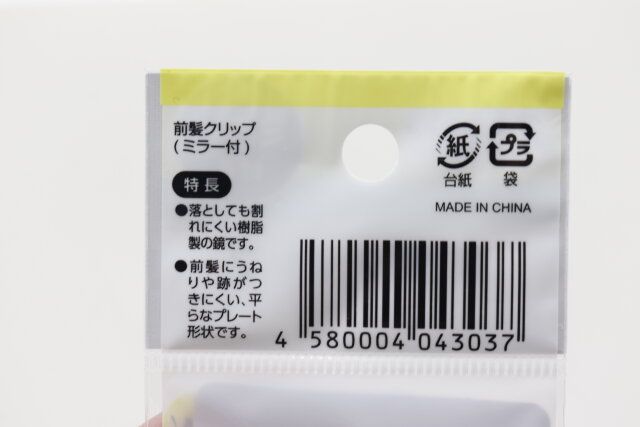 前髪クリップ
(ミラー付)
特長
●落としても割
れにくい樹脂
製の鏡です。
●前髪にうね
りや跡がつ
きにくい、平
らなプレート
形状です。
紙
プラ
台紙
袋
MADE IN CHINA
4 580004 043037